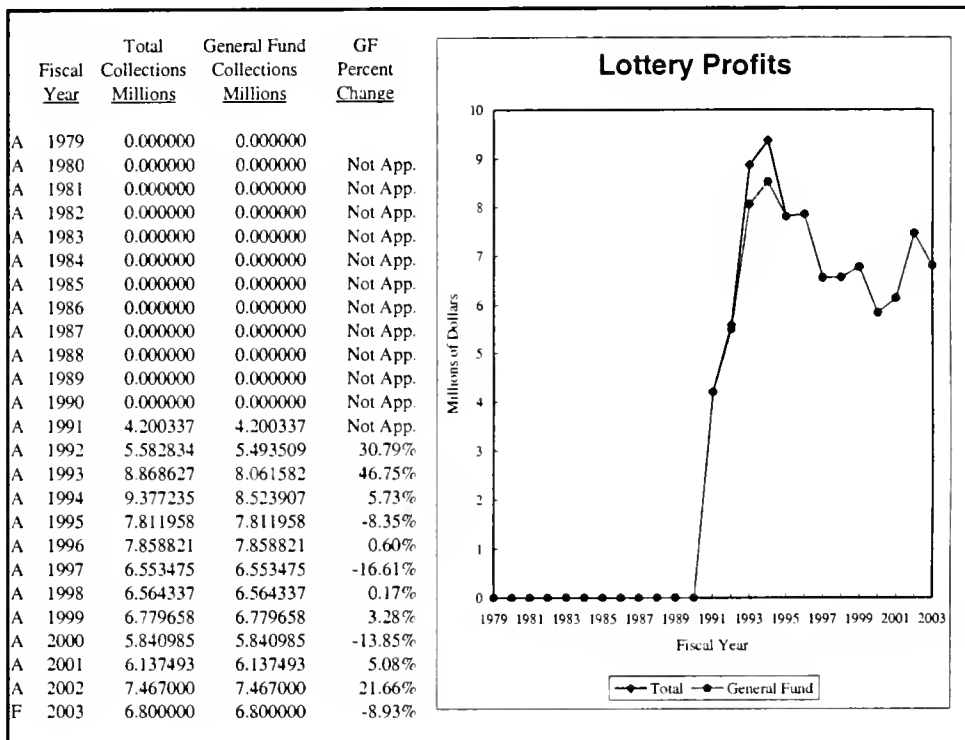 Total General Fund GF
Fiscal Collections Collections Percent
Year Millions Millions Change
A 1979 0.000000 0.000000
A 1980 0.000000 0.000000 Not App.
A 1981 0.000000 0.000000 Not App.
A 1982 0.000000 0.000000 Not App.
A 1983 0.000000 0.000000 Not App.
A 1984 0.000000 0.000000 Not App.
A 1985 0.000000 0.000000 Not App.
A 1986 0.000000 0.000000 Not App.
A 1987 0.000000 0.000000 Not App.
A 1988 0.000000 0.000000 Not App.
A 1989 0.000000 0.000000 Not App.
A 1990 0.000000 0.000000 Not App.
A 1991 4.200337 4.200337 Not App.
A 1992 5.582834 5.493509 30.79%
A 1993 8.868627 8.061582 46.75%
A 1994 9.377235 8.523907 5.73%
A 1995 7.811958 7.811958 -8.35%
A 1996 7.858821 7.858821 0.60%
A 1997 6.553475 6.553475 -16.61%
A 1998 6.564337 6.564337 0.17%
A 1999 6.779658 6.779658 3.28%
A 2000 5.840985 5.840985 -13.85%
A 2001 6.137493 6.137493 5.08%
A 2002 7.467000 7.467000 21.66%
F 2003 6.800000 6.800000 -8.93%
Lottery Profits
10
9
8
7
6
5
4
3
2
1
0
Millions of Dollars
1979 1981 1983 1985 1987 1989 1991 1993 1995 1997 1999 2001 2003
Fiscal Year
Total General Fund